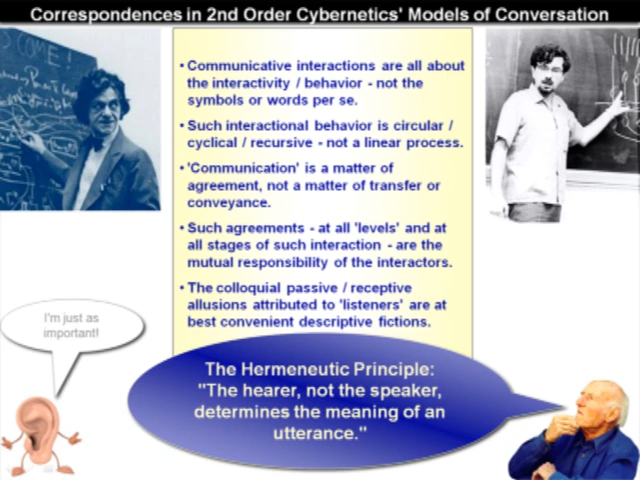 Correspondences in 2nd Order Cybernetics' Models of Conversation
• Communicative interactions are all about
the interactivity / behavior - not the
symbols or words per se.
• Such interactional behavior is circular /
cyclical / recursive - not a linear process.
• 'Communication' is a matter of
agreement, not a matter of transfer or
conveyance.
• Such agreements - at all 'levels' and at
all stages of such interaction - are the
mutual responsibility of the interactors.
• The colloquial passive / receptive
allusions attributed to 'listeners' are at
best convenient descriptive fictions.
I'm just as
important!
The Hermeneutic Principle:
"The hearer, not the speaker,
determines the meaning of an
utterance."
COME!